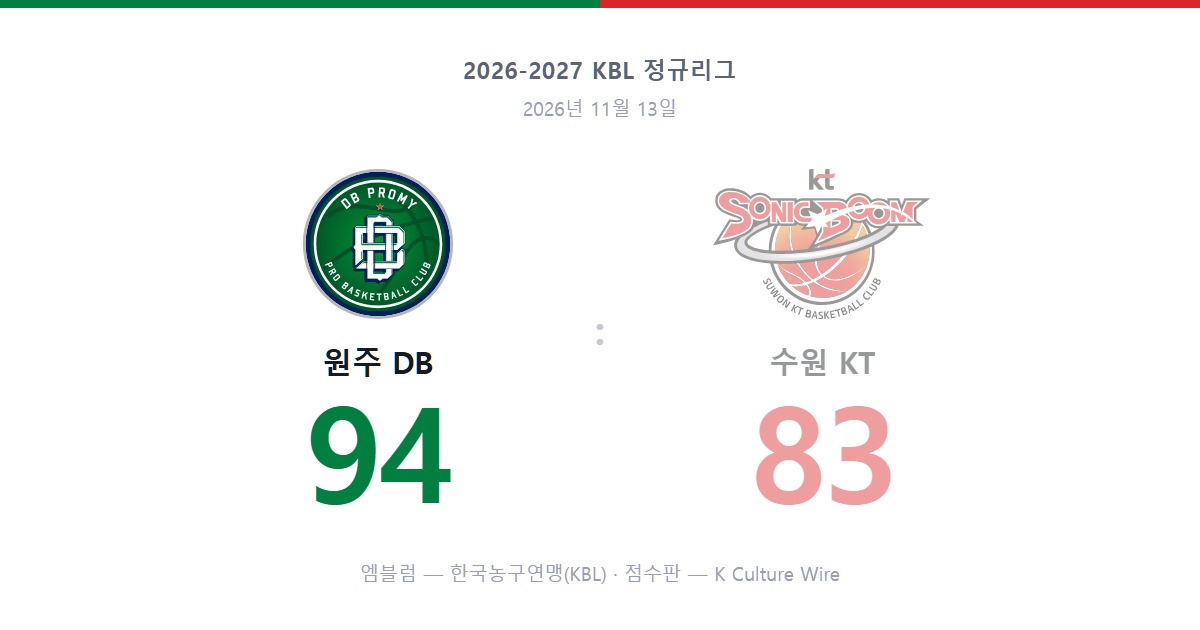 2026-2027 KBL 정규리그
2026년 11월 13일
DB PROMY
DB
PRO BASKETBALL CLUB
원주 DB
94
:
kt
SONICBOOM
SUWON KT BASKETBALL CLUB
수원 KT
83
엠블럼 — 한국농구연맹(KBL) · 점수판 — K Culture Wire